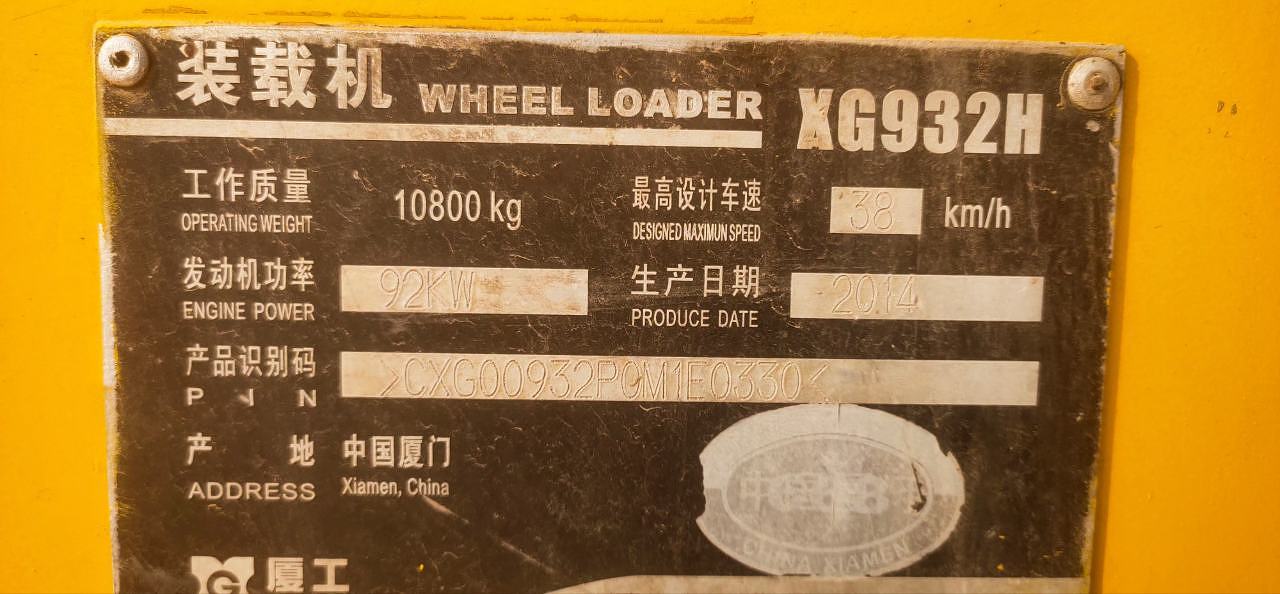 装载机 WHEEL LOADER XG932H
工作质量 10800 kg 最高设计车速 38 km/h
OPERATING WEIGHT DESIGNED MAXIMUN SPEED
发动机功率 92KW 生产日期 2014
ENGINE POWER PRODUCE DATE
产品识别码 >CXG00932P0M1E0330<
P I N
产 地 中国厦门
ADDRESS Xiamen, China
CHINA XIAMEN
XG 厦工